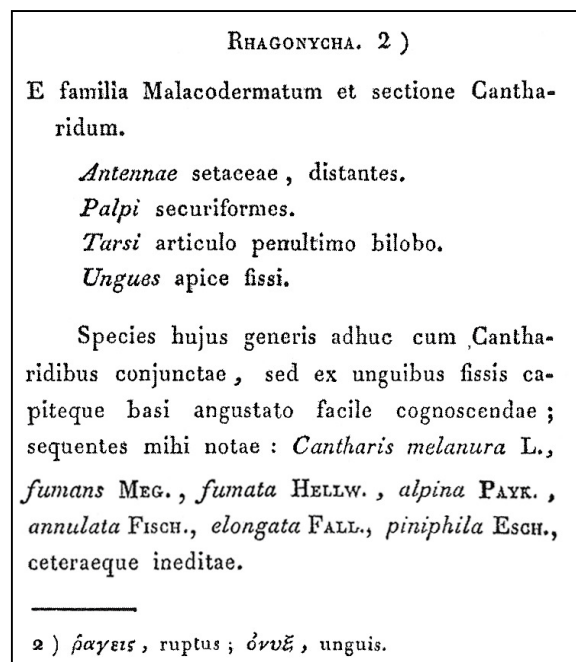 RHAGONYCHA. 2 )
E familia Malacodermatum et sectione Cantha-
ridum.
Antennae setaceae , distantes.
Palpi securiformes.
Tarsi articulo penultimo bilobo.
Ungues apice fissi.
Species hujus generis adhuc cum Cantha-
ridibus conjunctae , sed ex unguibus fissis ca-
piteque basi angustato facile cognoscendae ;
sequentes mihi notae : Cantharis melanura L.,
fumans MEG. , fumata HELLW. , alpina PAYK. ,
annulata FISCH., elongata FALL., piniphila ESCH.,
ceteraeque ineditae.
2 ) ῥαγεις , ruptus ; ὀνυξ , unguis.